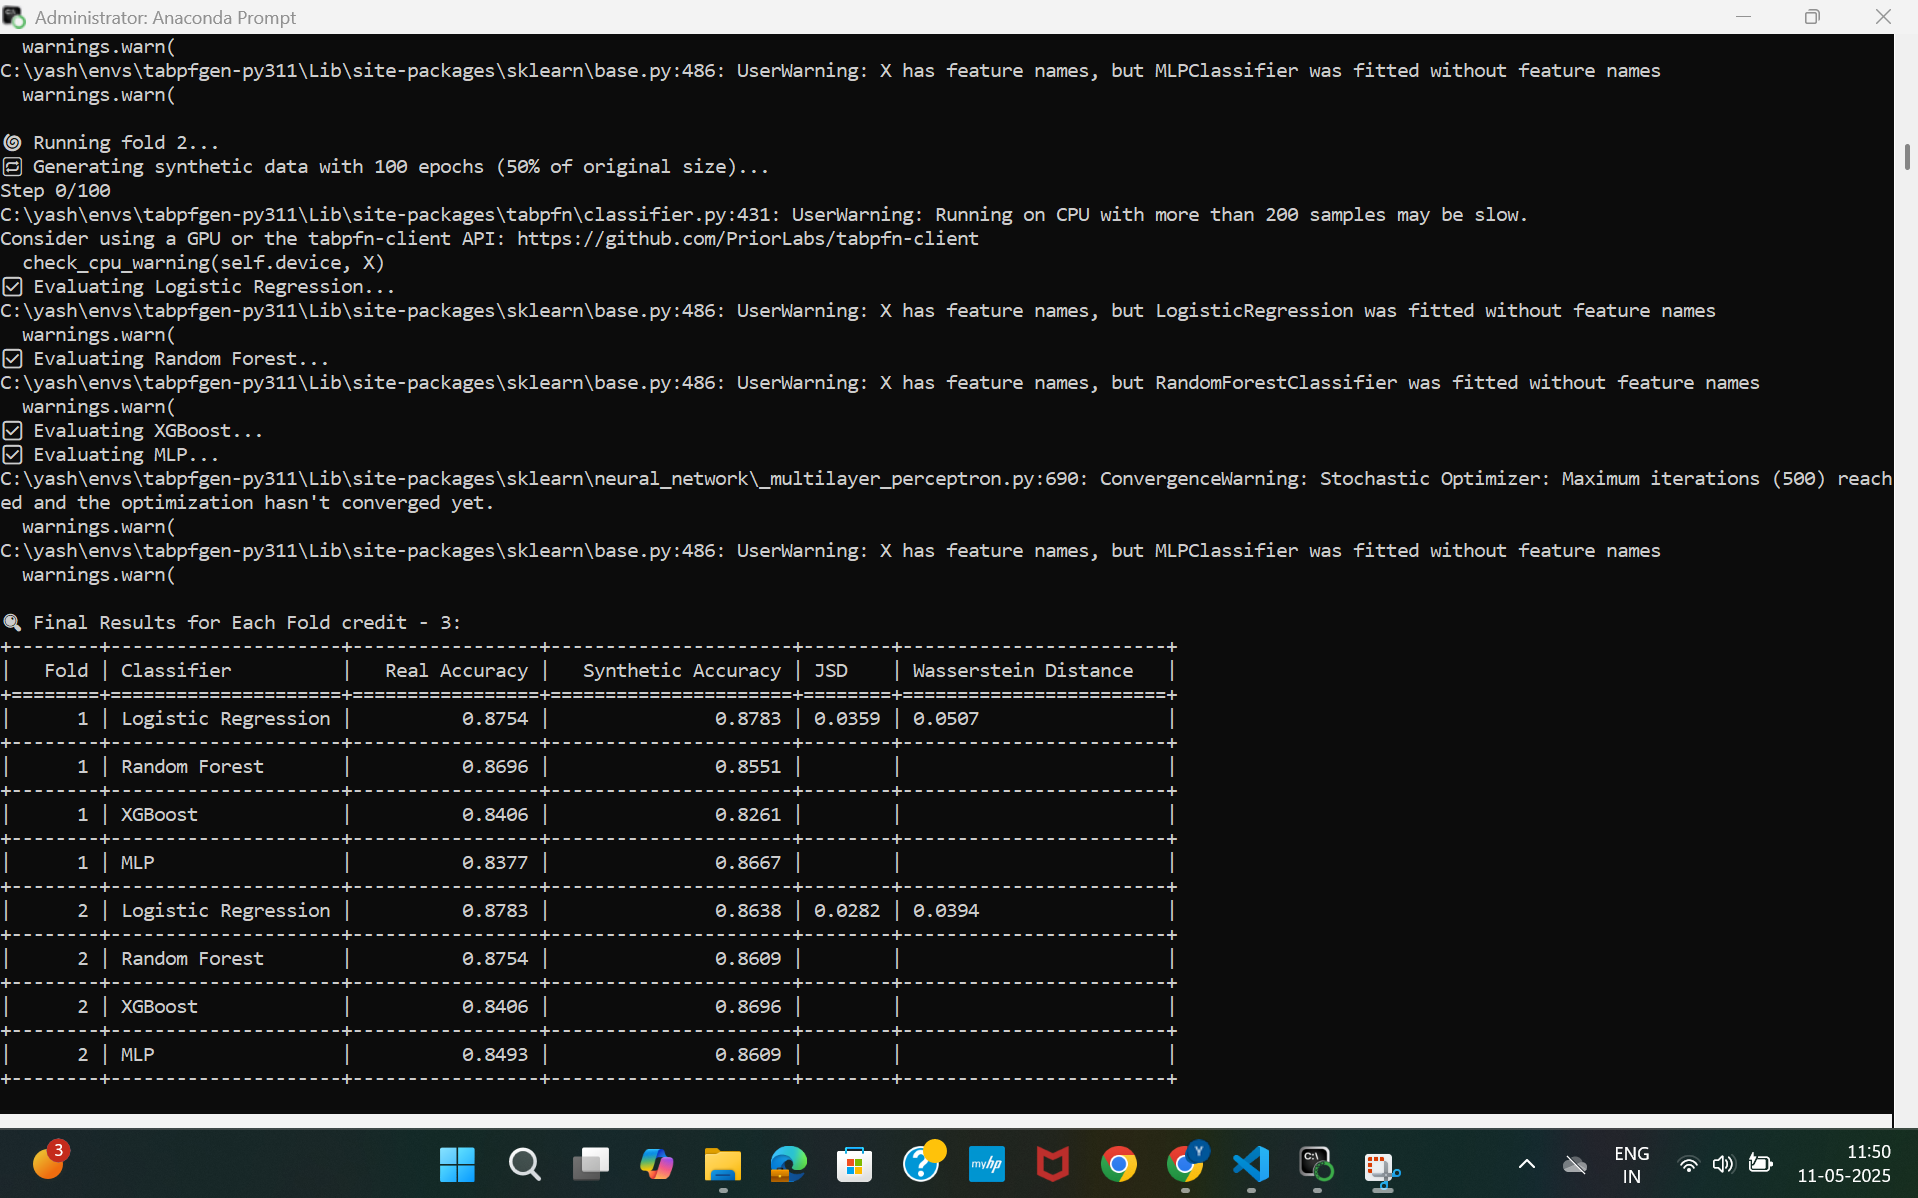 Administrator: Anaconda Prompt
  warnings.warn(
C:\yash\envs\tabpfgen-py311\Lib\site-packages\sklearn\base.py:486: UserWarning: X has feature names, but MLPClassifier was fitted without feature names
  warnings.warn(
Running fold 2...
Generating synthetic data with 100 epochs (50% of original size)...
Step 0/100
C:\yash\envs\tabpfgen-py311\Lib\site-packages\tabpfn\classifier.py:431: UserWarning: Running on CPU with more than 200 samples may be slow.
Consider using a GPU or the tabpfn-client API: https://github.com/PriorLabs/tabpfn-client
  check_cpu_warning(self.device, X)
Evaluating Logistic Regression...
C:\yash\envs\tabpfgen-py311\Lib\site-packages\sklearn\base.py:486: UserWarning: X has feature names, but LogisticRegression was fitted without feature names
  warnings.warn(
Evaluating Random Forest...
C:\yash\envs\tabpfgen-py311\Lib\site-packages\sklearn\base.py:486: UserWarning: X has feature names, but RandomForestClassifier was fitted without feature names
  warnings.warn(
Evaluating XGBoost...
Evaluating MLP...
C:\yash\envs\tabpfgen-py311\Lib\site-packages\sklearn\neural_network\_multilayer_perceptron.py:690: ConvergenceWarning: Stochastic Optimizer: Maximum iterations (500) reach
ed and the optimization hasn't converged yet.
  warnings.warn(
C:\yash\envs\tabpfgen-py311\Lib\site-packages\sklearn\base.py:486: UserWarning: X has feature names, but MLPClassifier was fitted without feature names
  warnings.warn(
Final Results for Each Fold credit - 3:
| Fold | Classifier | Real Accuracy | Synthetic Accuracy | JSD | Wasserstein Distance |
| 1 | Logistic Regression | 0.8754 | 0.8783 | 0.0359 | 0.0507 |
| 1 | Random Forest | 0.8696 | 0.8551 | | |
| 1 | XGBoost | 0.8406 | 0.8261 | | |
| 1 | MLP | 0.8377 | 0.8667 | | |
| 2 | Logistic Regression | 0.8783 | 0.8638 | 0.0282 | 0.0394 |
| 2 | Random Forest | 0.8754 | 0.8609 | | |
| 2 | XGBoost | 0.8406 | 0.8696 | | |
| 2 | MLP | 0.8493 | 0.8609 | | |
3
myhp
Y
C:\
ENG
IN
11:50
11-05-2025